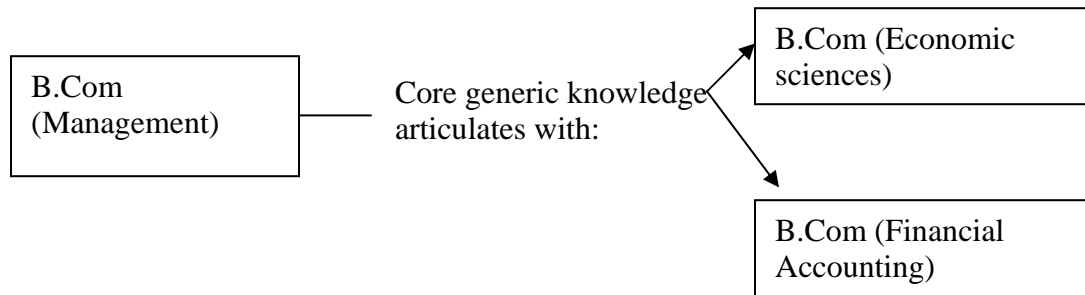 B.Com
(Management)
Core generic knowledge
articulates with:
B.Com (Economic
sciences)
B.Com (Financial
Accounting)